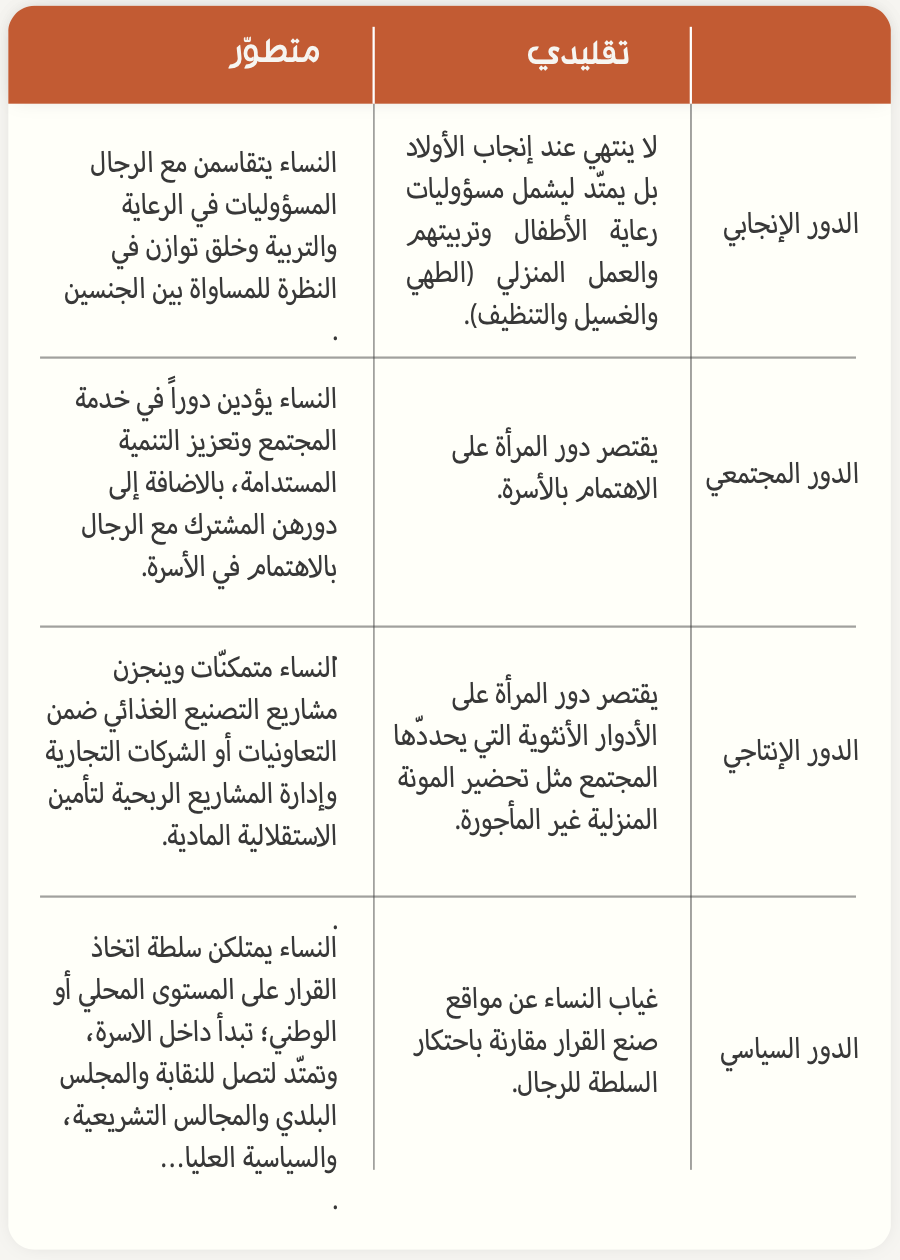 تقليدي
متطوّر
الدور الإنجابي
لا ينتهي عند إنجاب الأولاد
بل يمتّد ليشمل مسؤوليات
رعاية الأطفال وتربيتهم
والعمل المنزلي (الطهي
والغسيل والتنظيف).
النساء يتقاسمن مع الرجال
المسؤوليات في الرعاية
والتربية وخلق توازن في
النظرة للمساواة بين الجنسين
.
الدور المجتمعي
يقتصر دور المرأة على
الاهتمام بالأسرة.
النساء يؤدين دوراً في خدمة
المجتمع وتعزيز التنمية
المستدامة، بالاضافة إلى
دورهن المشترك مع الرجال
بالاهتمام في الأسرة.
الدور الإنتاجي
يقتصر دور المرأة على
الأدوار الأنثوية التي يحددّها
المجتمع مثل تحضير المونة
المنزلية غير المأجورة.
النساء متمكنّات وينجزن
مشاريع التصنيع الغذائي ضمن
التعاونيات أو الشركات التجارية
وإدارة المشاريع الربحية لتأمين
الاستقلالية المادية.
الدور السياسي
غياب النساء عن مواقع
صنع القرار مقارنة باحتكار
السلطة للرجال.
.
النساء يمتلكن سلطة اتخاذ
القرار على المستوى المحلي أو
الوطني؛ تبدأ داخل الاسرة،
وتمتّد لتصل للنقابة والمجلس
البلدي والمجالس التشريعية،
والسياسية العليا...
.